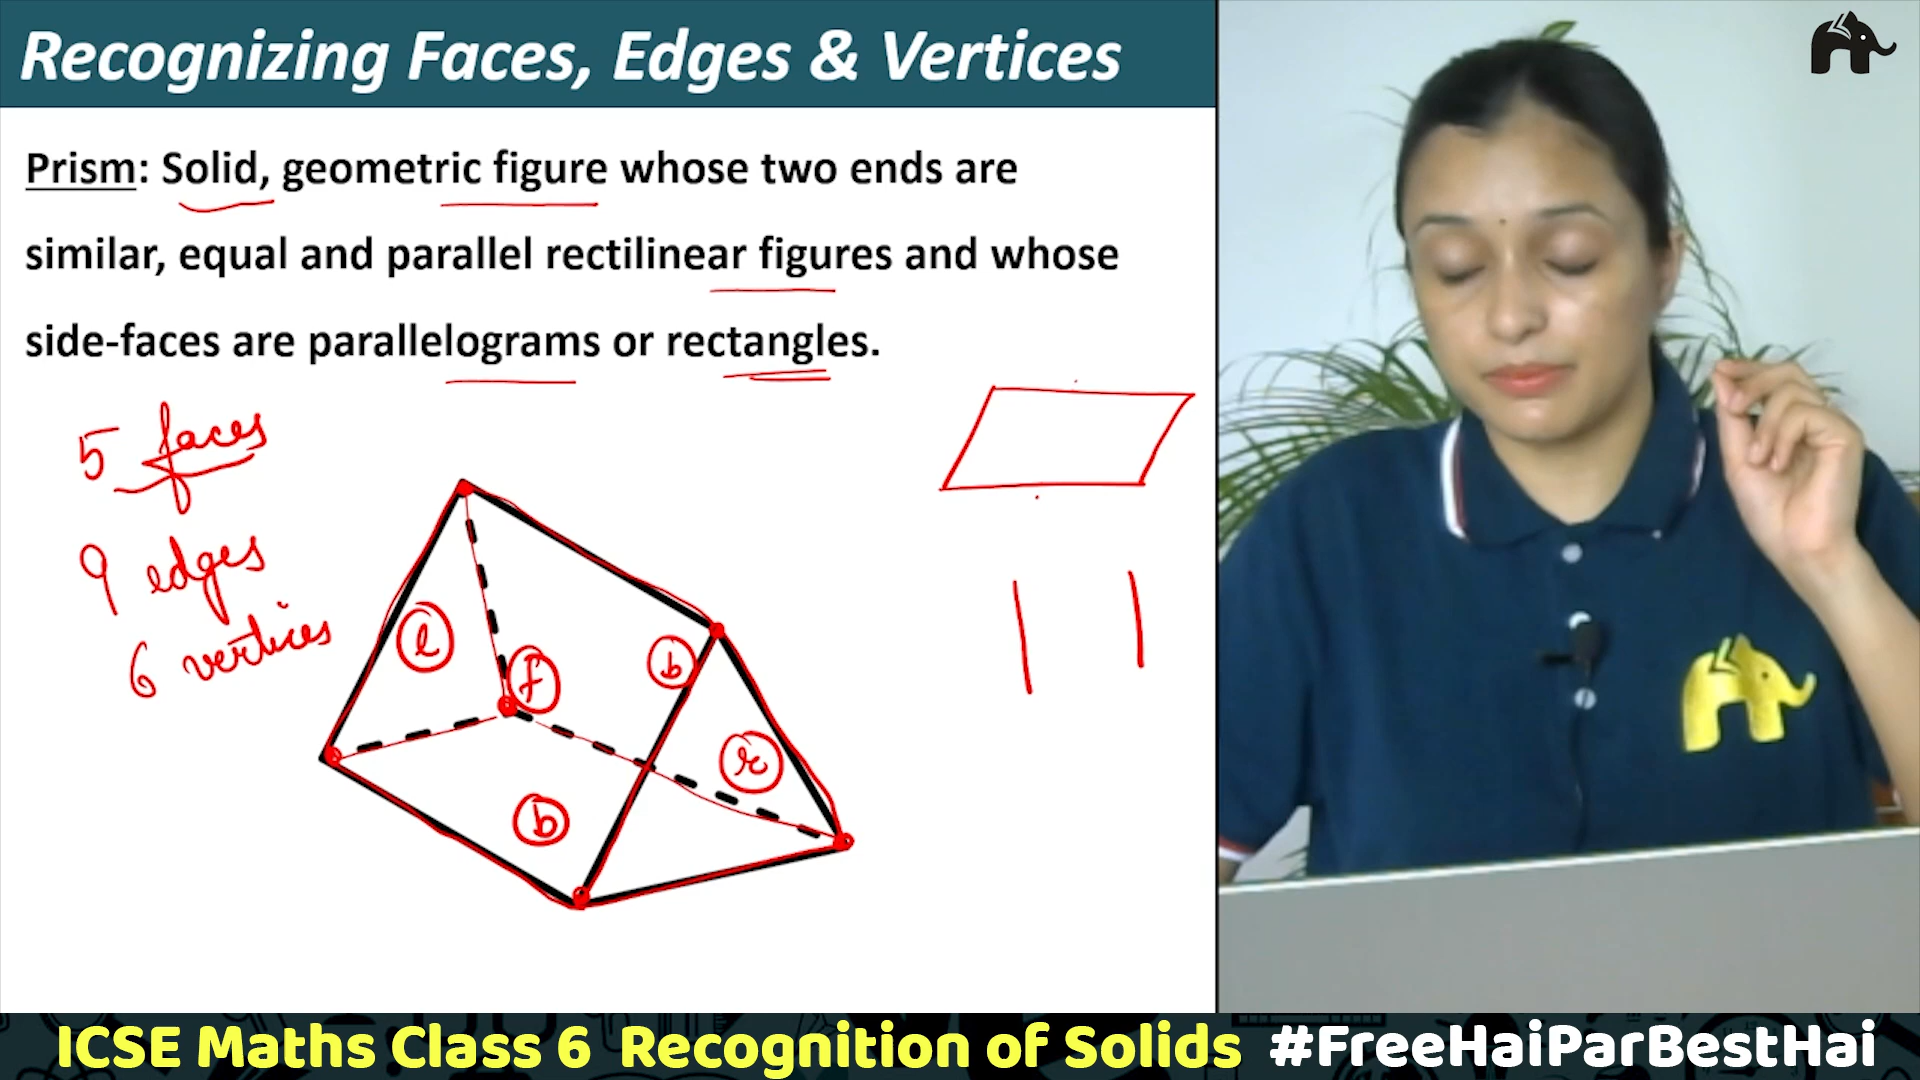 Recognizing Faces, Edges & Vertices
Prism: Solid, geometric figure whose two ends are
similar, equal and parallel rectilinear figures and whose
side-faces are parallelograms or rectangles.
5 faces
9 edges
6 vertices
l
f
b
r
b
ICSE Maths Class 6 Recognition of Solids #FreeHaiParBestHai